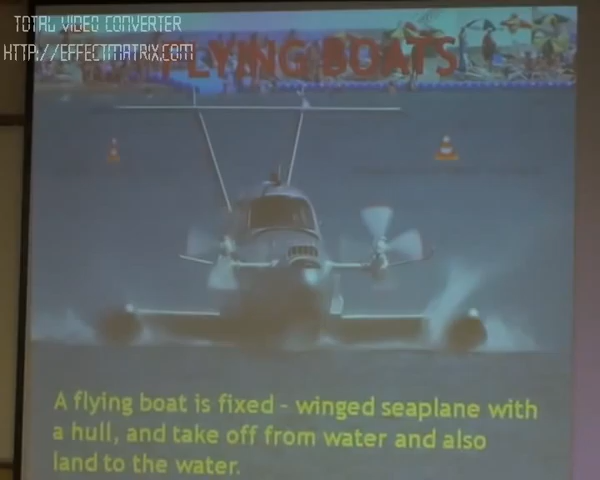 TOTAL VIDEO CONVERTER
HTTP://EFFECTMATRIX.COM
FLYING BOATS
A flying boat is fixed - winged seaplane with
a hull, and take off from water and also
land to the water.